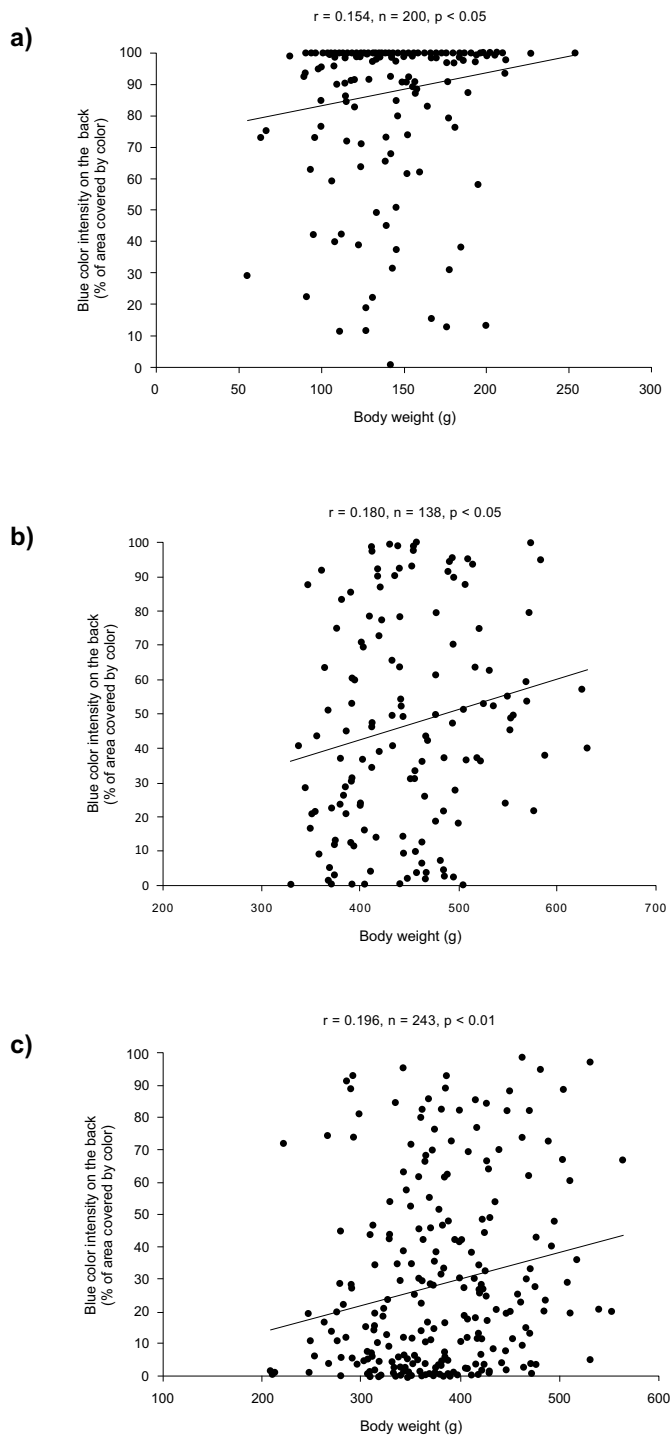 a)
r = 0.154, n = 200, p < 0.05
Blue color intensity on the back
(% of area covered by color)
100
90
80
70
60
50
40
30
20
10
0
0 50 100 150 200 250 300
Body weight (g)
b)
r = 0.180, n = 138, p < 0.05
Blue color intensity on the back
(% of area covered by color)
100
90
80
70
60
50
40
30
20
10
0
200 300 400 500 600 700
Body weight (g)
c)
r = 0.196, n = 243, p < 0.01
Blue color intensity on the back
(% of area covered by color)
100
90
80
70
60
50
40
30
20
10
0
100 200 300 400 500 600
Body weight (g)